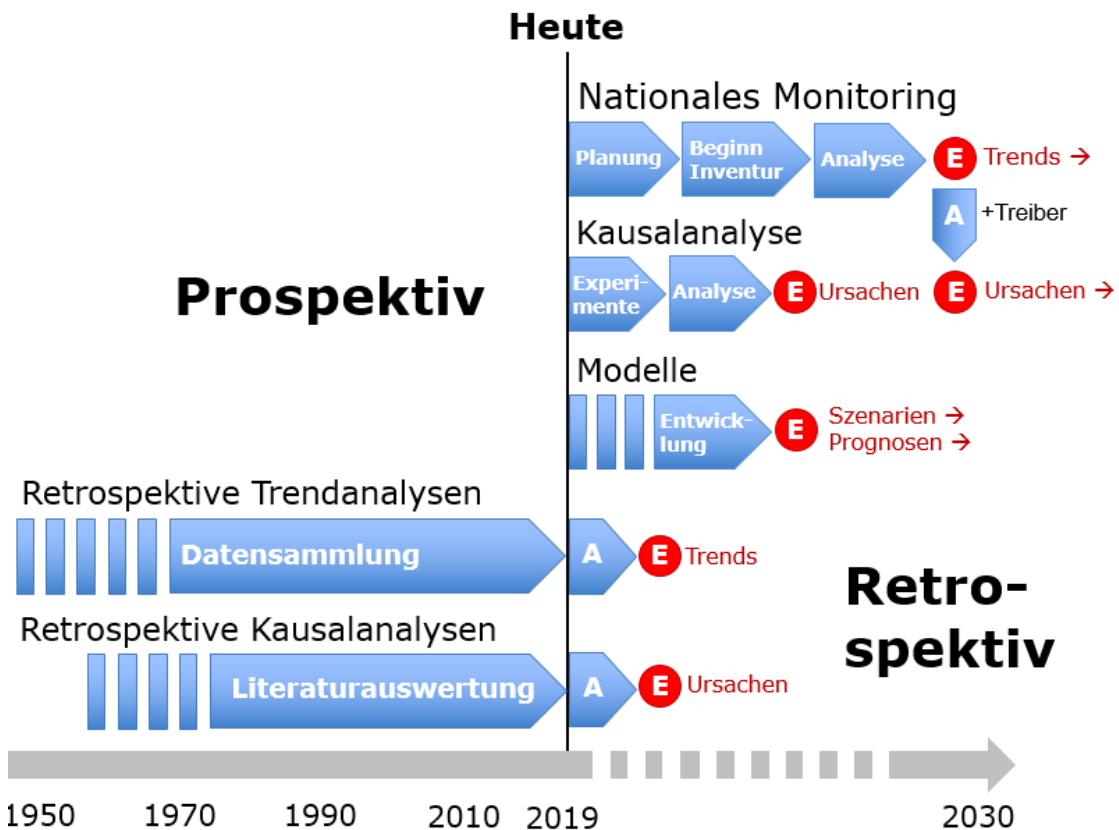 Heute
Nationales Monitoring
Planung
Beginn
Inventur
Analyse
E
Trends →
A
+Treiber
Kausalanalyse
Experi-
mente
Analyse
E
Ursachen
E
Ursachen →
Prospektiv
Modelle
Entwick-
lung
E
Szenarien →
Prognosen →
Retrospektive Trendanalysen
Datensammlung
A
E
Trends
Retro-
spektiv
Retrospektive Kausalanalysen
Literaturauswertung
A
E
Ursachen
1950 1970 1990 2010 2019 2030